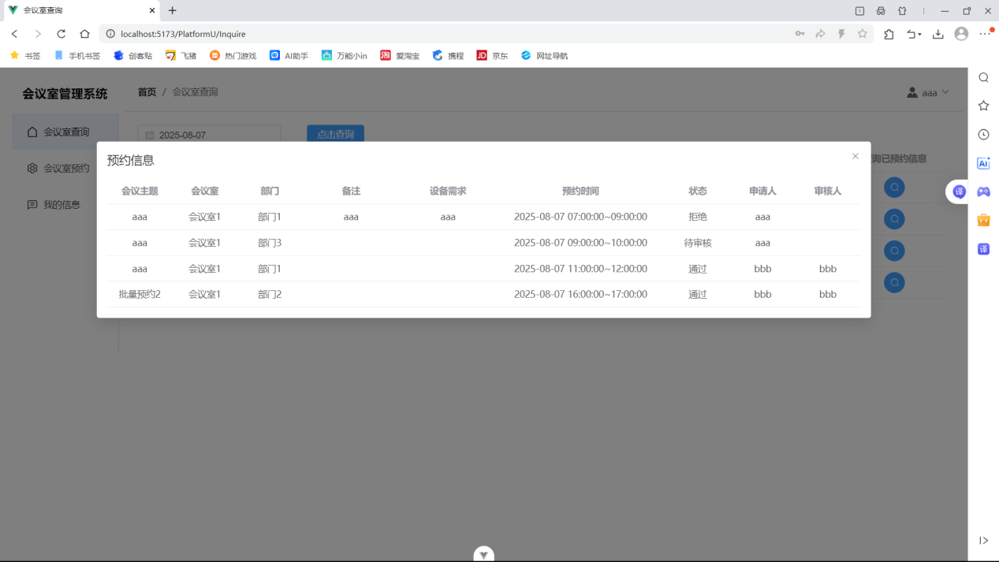 会议室查询
localhost:5173/PlatformU/Inquire
书签 手机书签 创客贴 飞猪 热门游戏 AI助手 万能小in 爱淘宝 携程 京东 网址导航
会议室管理系统
首页 / 会议室查询
aaa
会议室查询
会议室预约
我的信息
2025-08-07
点击查询
询已预约信息
预约信息
会议主题 会议室 部门 备注 设备需求 预约时间 状态 申请人 审核人
aaa 会议室1 部门1 aaa aaa 2025-08-07 07:00:00~09:00:00 拒绝 aaa
aaa 会议室1 部门3 2025-08-07 09:00:00~10:00:00 待审核 aaa
aaa 会议室1 部门1 2025-08-07 11:00:00~12:00:00 通过 bbb bbb
批量预约2 会议室1 部门2 2025-08-07 16:00:00~17:00:00 通过 bbb bbb
AI
译
译